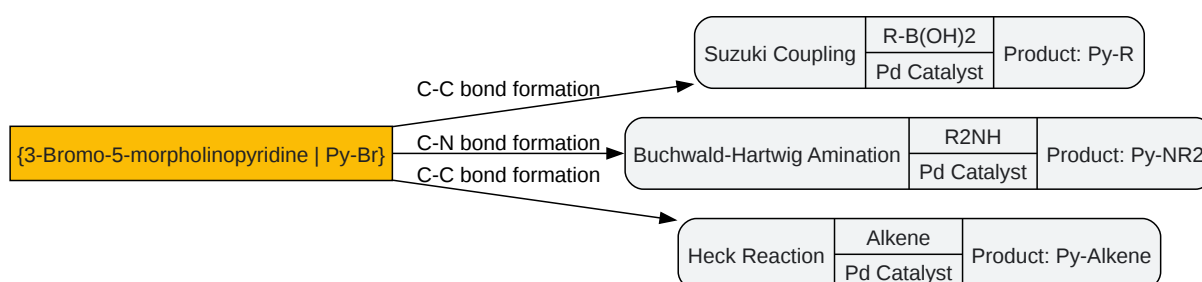 C-C bond formation
Suzuki Coupling
R-B(OH)2
Pd Catalyst
Product: Py-R
{3-Bromo-5-morpholinopyridine | Py-Br}
C-N bond formation
Buchwald-Hartwig Amination
R2NH
Pd Catalyst
Product: Py-NR2
C-C bond formation
Heck Reaction
Alkene
Pd Catalyst
Product: Py-Alkene